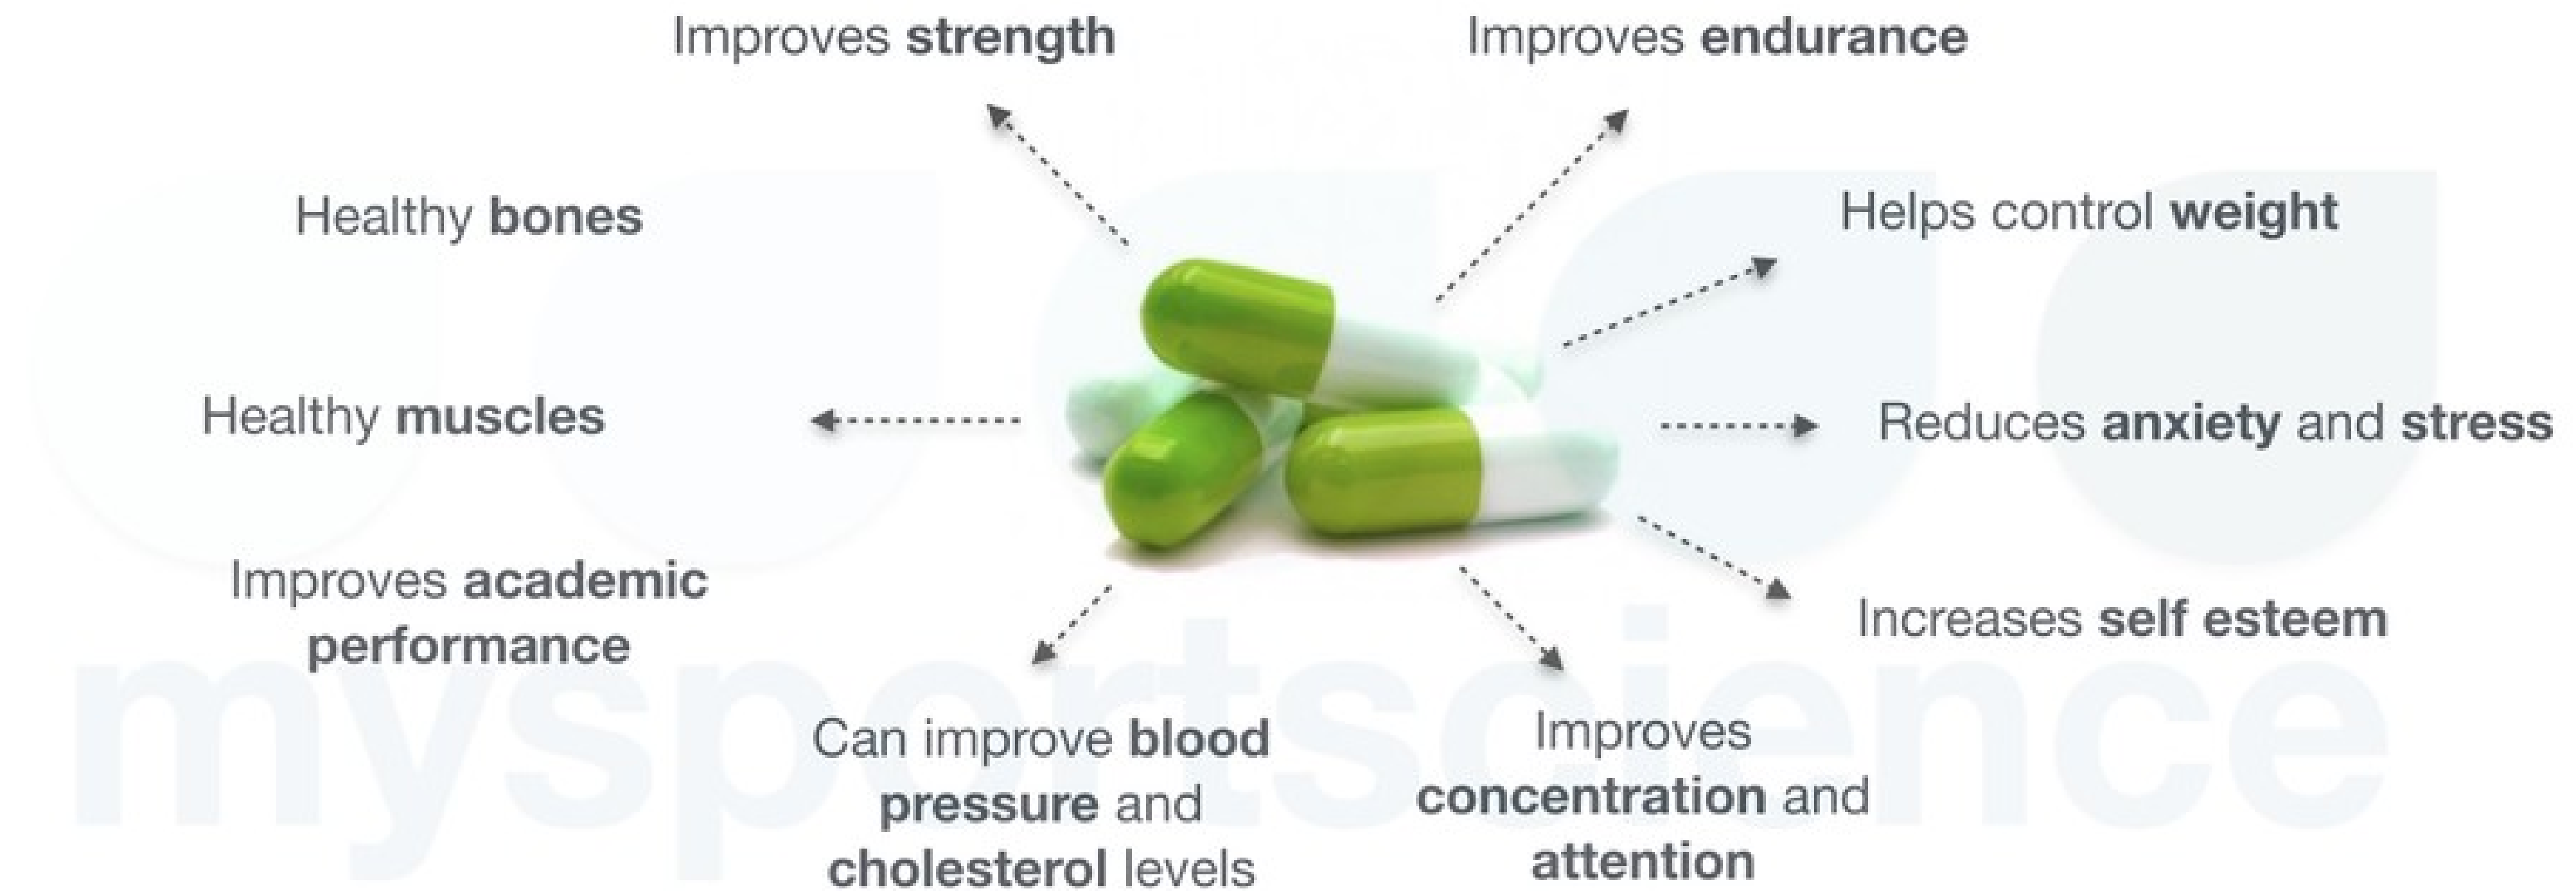 Improves strength
Improves endurance
Healthy bones
Helps control weight
Healthy muscles
Reduces anxiety and stress
Improves academic
performance
Increases self esteem
Can improve blood
pressure and
cholesterol levels
Improves
concentration and
attention
mysportscience